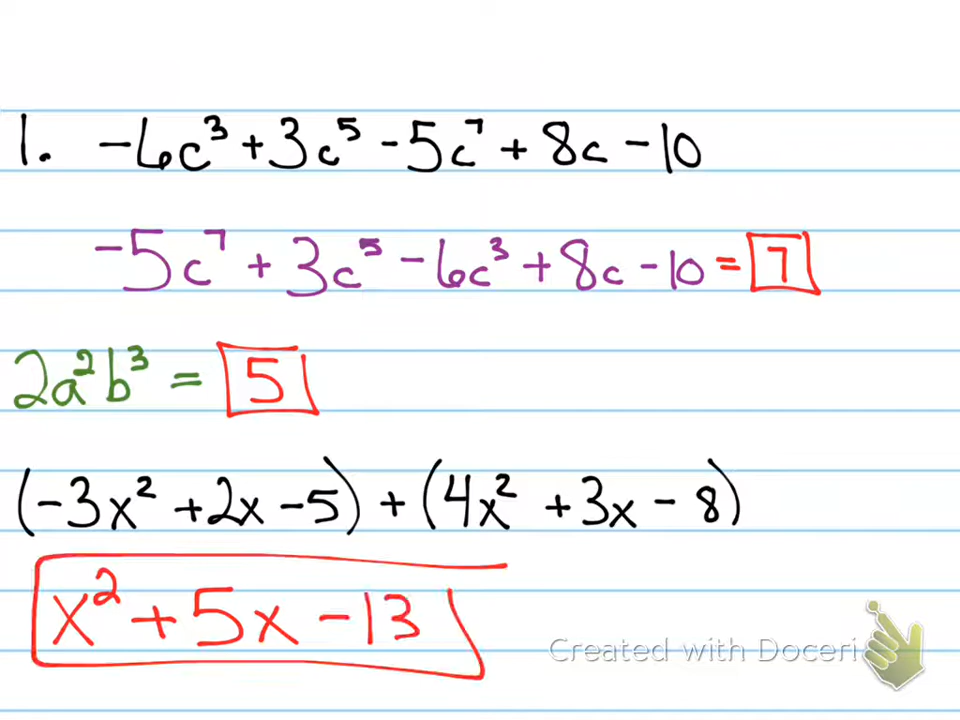 1. -6c³ + 3c⁵ - 5c⁷ + 8c - 10
-5c⁷ + 3c⁵ - 6c³ + 8c - 10 = 7
2a²b³ = 5
(-3x² + 2x - 5) + (4x² + 3x - 8)
x² + 5x - 13
Created with Doceri